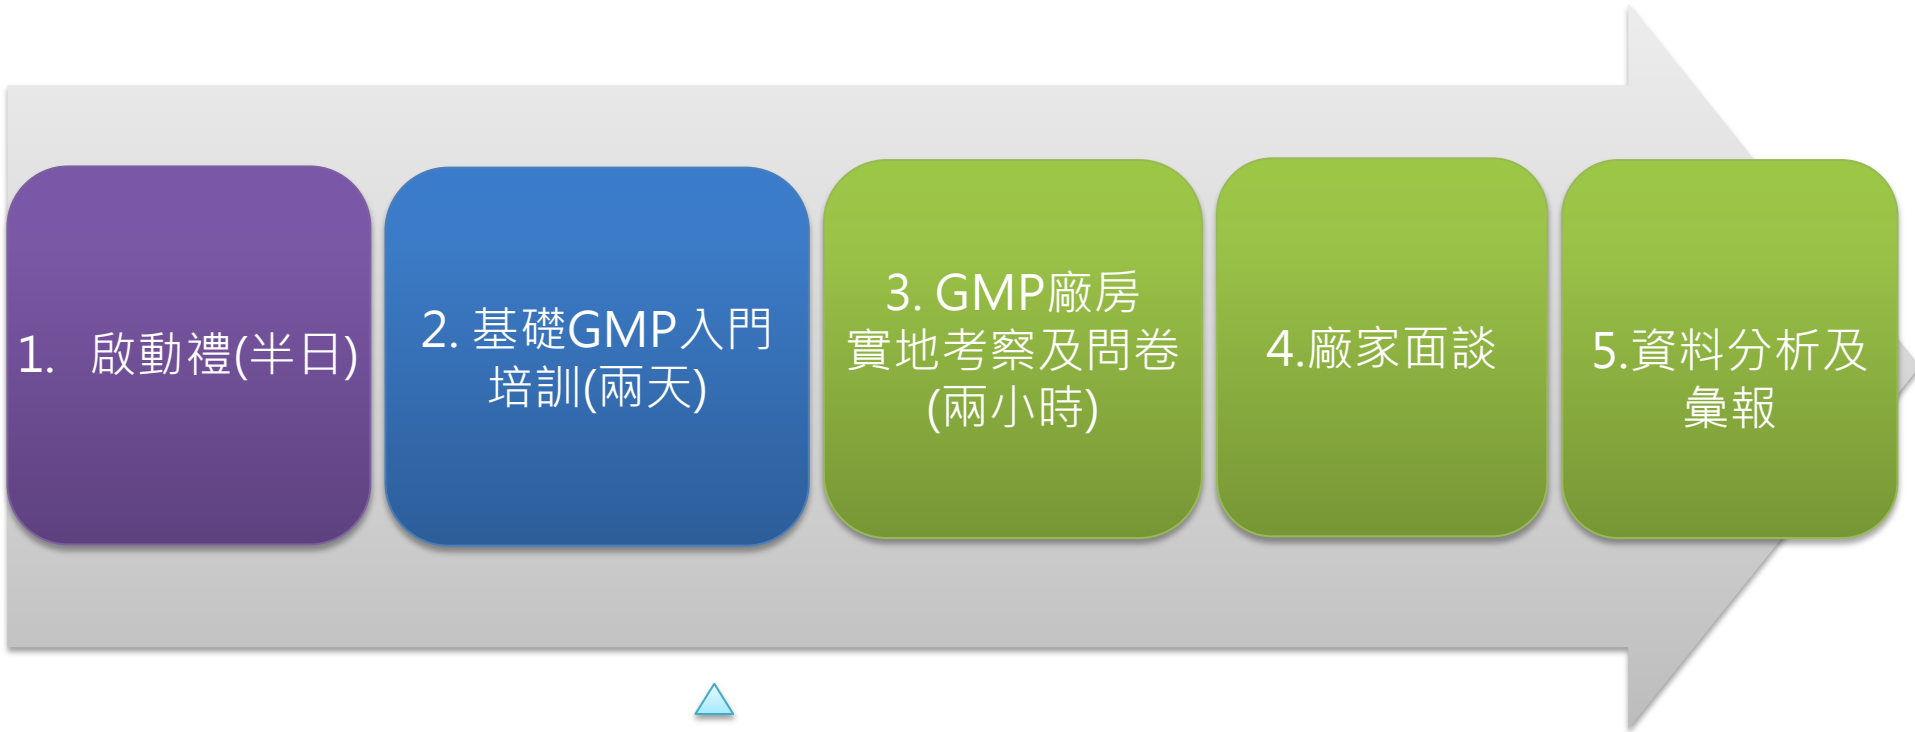 1. 啟動禮(半日)
2. 基礎GMP入門
培訓(兩天)
3. GMP廠房
實地考察及問卷
(兩小時)
4.廠家面談
5.資料分析及
彙報